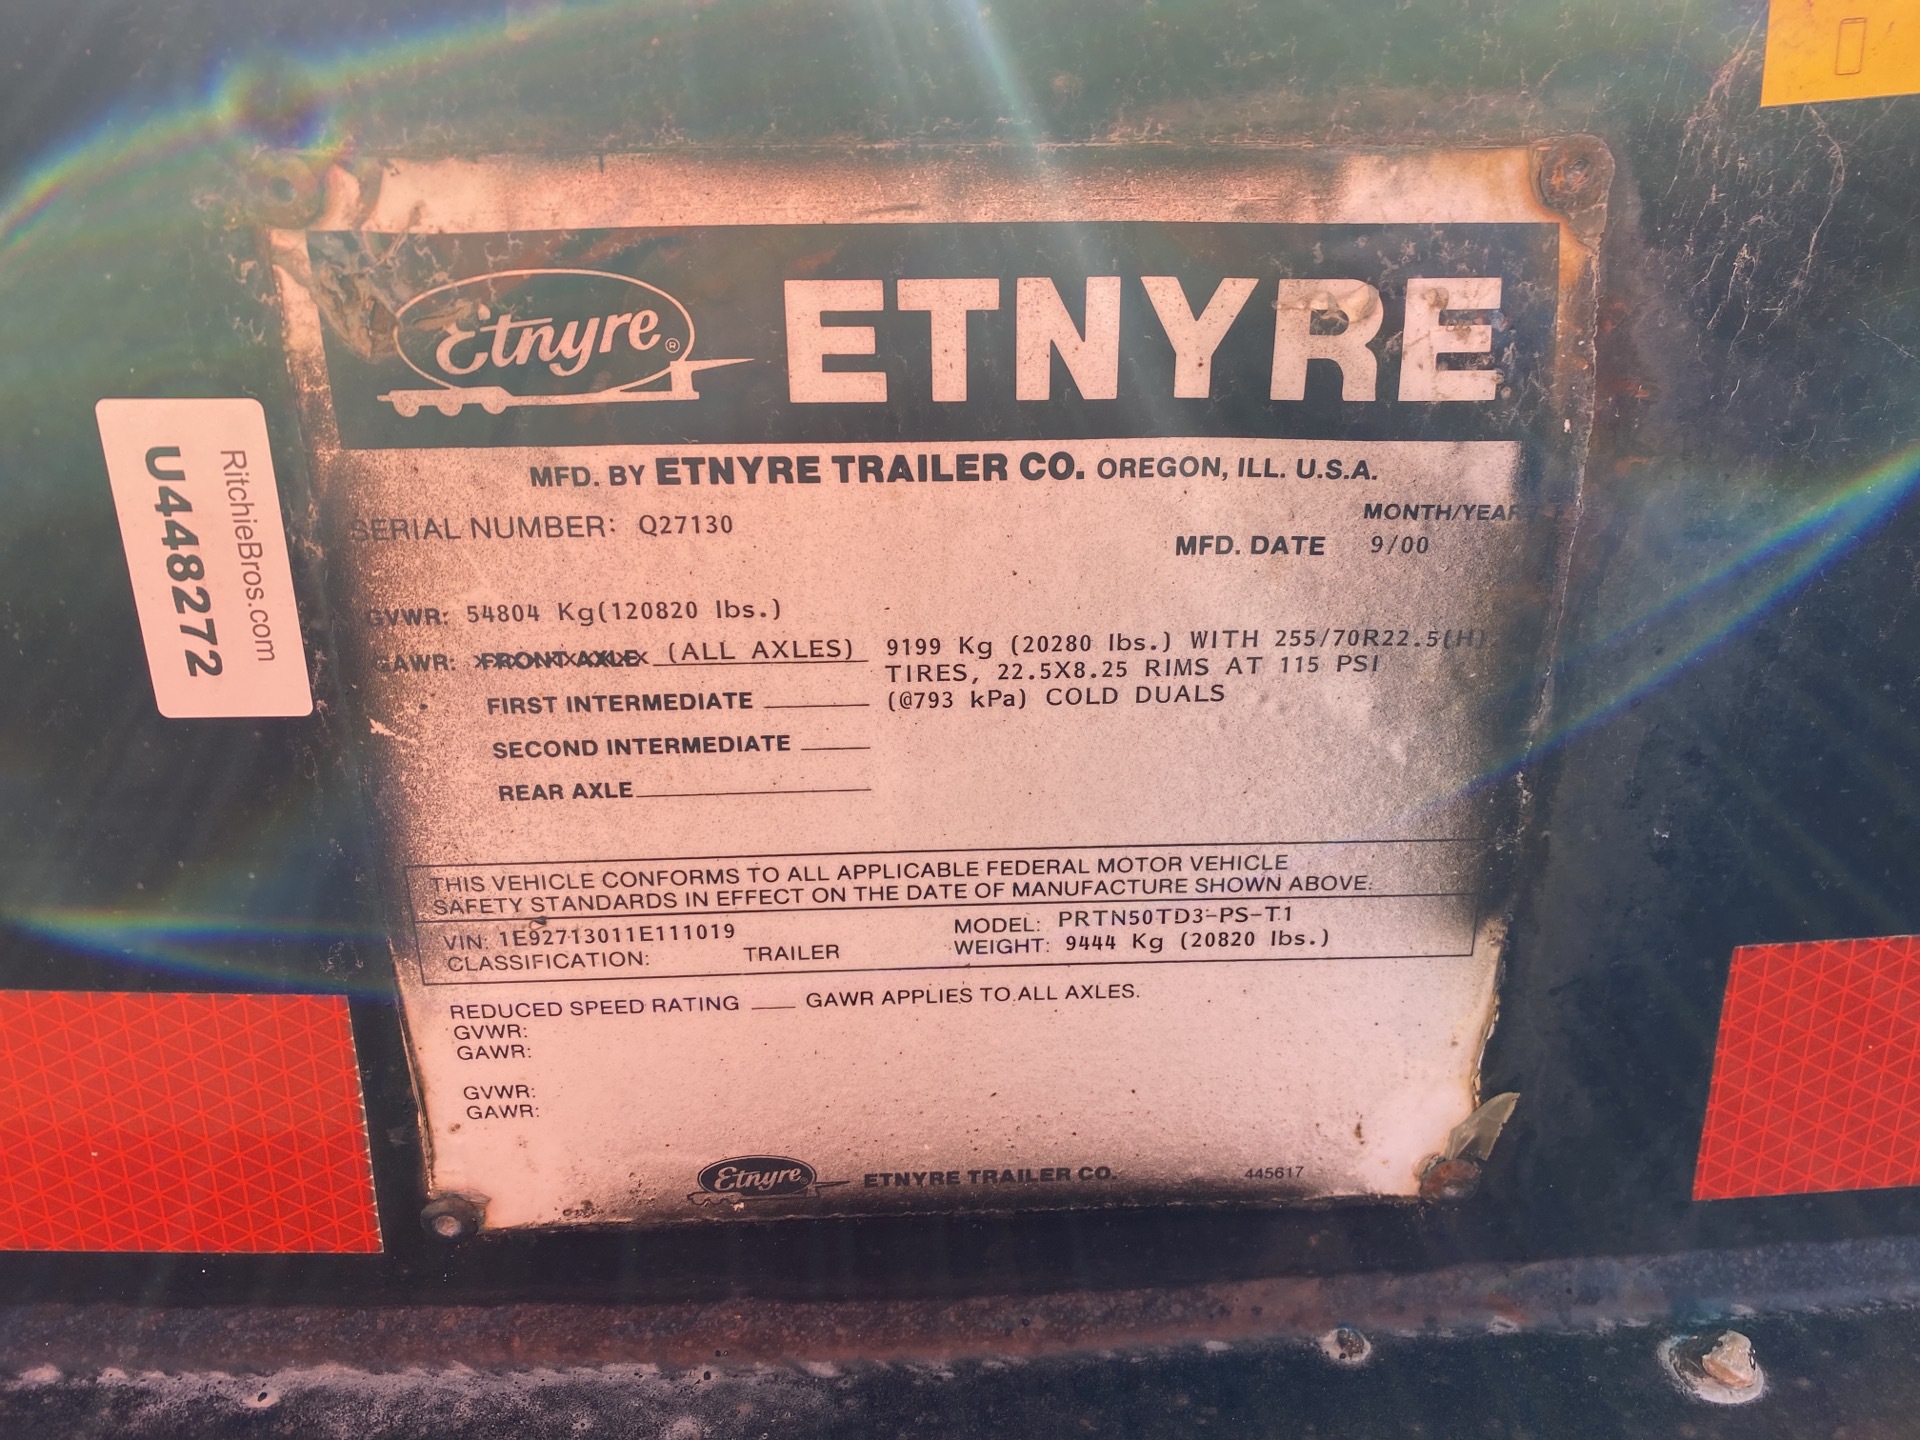 Etnyre®
ETNYRE
MFD. BY ETNYRE TRAILER CO. OREGON, ILL. U.S.A.
SERIAL NUMBER: Q27130
MONTH/YEAR
MFD. DATE 9/00
GVWR: 54804 Kg(120820 lbs.)
GAWR: FRONT AXLE (ALL AXLES) 9199 Kg (20280 lbs.) WITH 255/70R22.5(H)
TIRES, 22.5X8.25 RIMS AT 115 PSI
FIRST INTERMEDIATE (@793 kPa) COLD DUALS
SECOND INTERMEDIATE
REAR AXLE
THIS VEHICLE CONFORMS TO ALL APPLICABLE FEDERAL MOTOR VEHICLE
SAFETY STANDARDS IN EFFECT ON THE DATE OF MANUFACTURE SHOWN ABOVE.
VIN: 1E92713011E111019 MODEL: PRTN50TD3-PS-T1
CLASSIFICATION: TRAILER WEIGHT: 9444 Kg (20820 lbs.)
REDUCED SPEED RATING ___ GAWR APPLIES TO ALL AXLES.
GVWR:
GAWR:
GVWR:
GAWR:
Etnyre ETNYRE TRAILER CO. 445617
RitchieBros.com
U448272